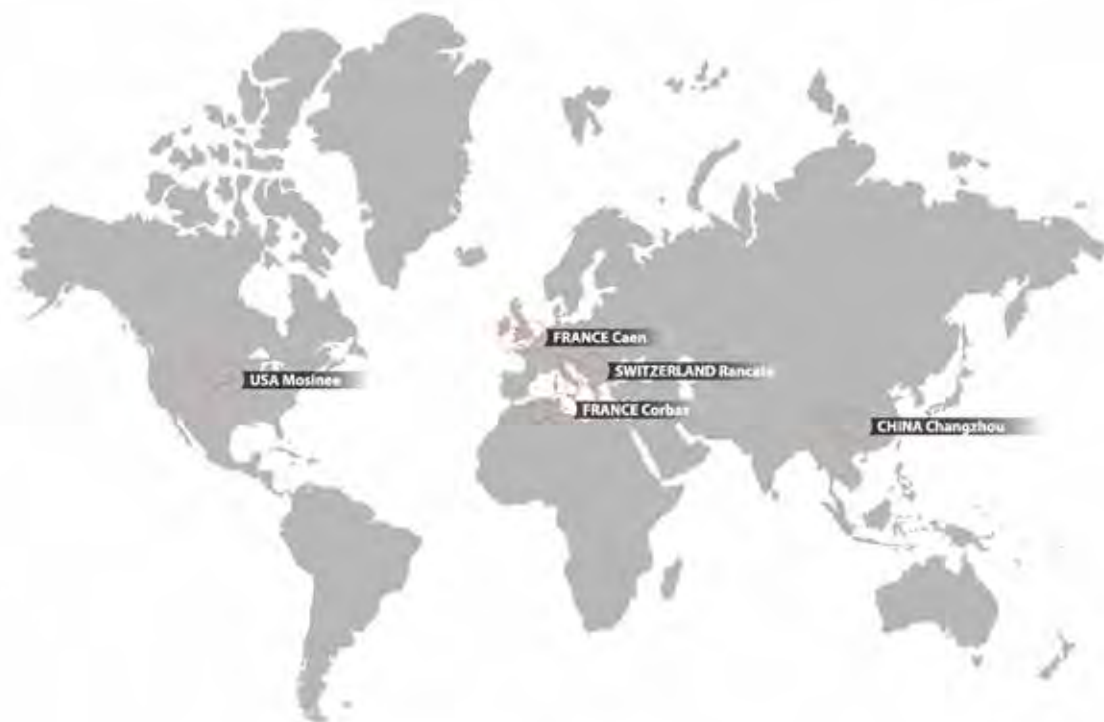 FRANCE Caen
SWITZERLAND Rancate
USA Mosinee
FRANCE Corbas
CHINA Changzhou